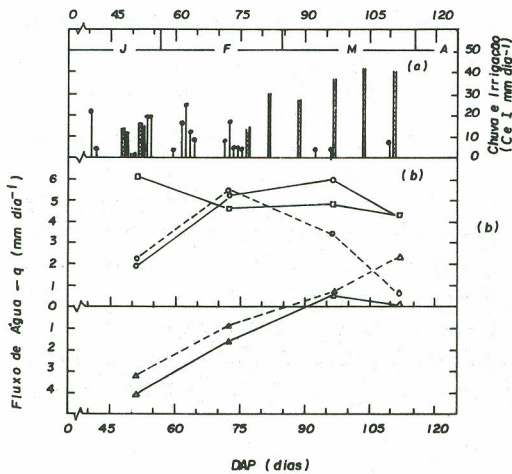 0 45 60 75 90 105 120
J F M A
(a)
50
40
30
20
10
0
Chuva e Irrigação
(C e I mm dia-1)
(b)
(b)
Fluxo de Água - q (mm dia-1)
6
5
4
3
2
1
0
1
2
3
4
0 45 60 75 90 105 120
DAP (dias)